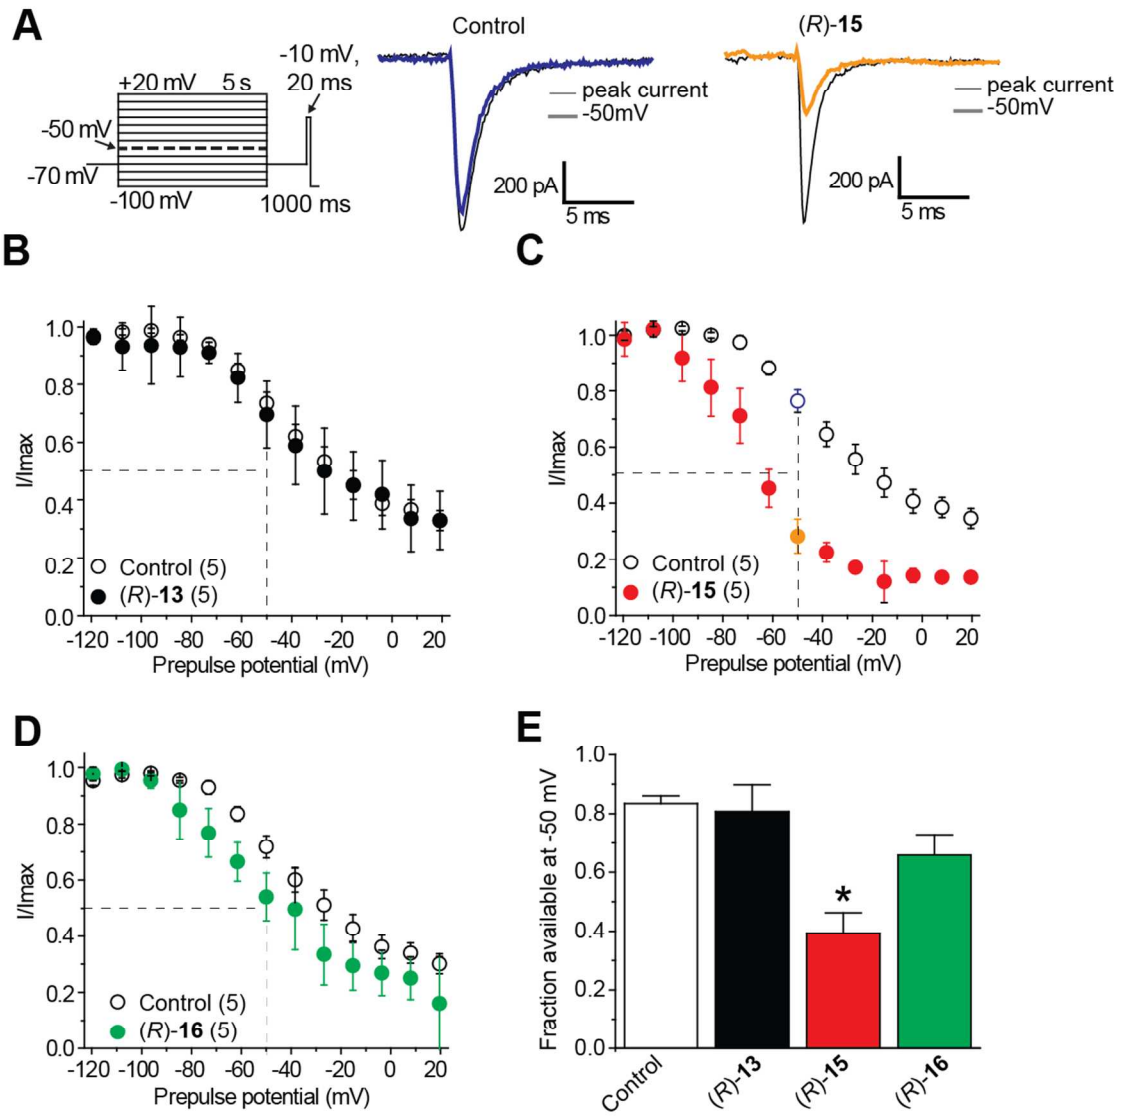 A
+20 mV 5 s
-50 mV
-70 mV
-100 mV
-10 mV,
20 ms
1000 ms
Control
peak current
-50mV
200 pA
5 ms
(R)-15
peak current
-50mV
200 pA
5 ms
B
I/Imax
1.0
0.8
0.6
0.4
0.2
0.0
Control (5)
(R)-13 (5)
-120 -100 -80 -60 -40 -20 0 20
Prepulse potential (mV)
C
I/Imax
1.0
0.8
0.6
0.4
0.2
0.0
Control (5)
(R)-15 (5)
-120 -100 -80 -60 -40 -20 0 20
Prepulse potential (mV)
D
I/Imax
1.0
0.8
0.6
0.4
0.2
0.0
Control (5)
(R)-16 (5)
-120 -100 -80 -60 -40 -20 0 20
Prepulse potential (mV)
E
Fraction available at -50 mV
1.0
0.8
0.6
0.4
0.2
0.0
*
Control
(R)-13
(R)-15
(R)-16